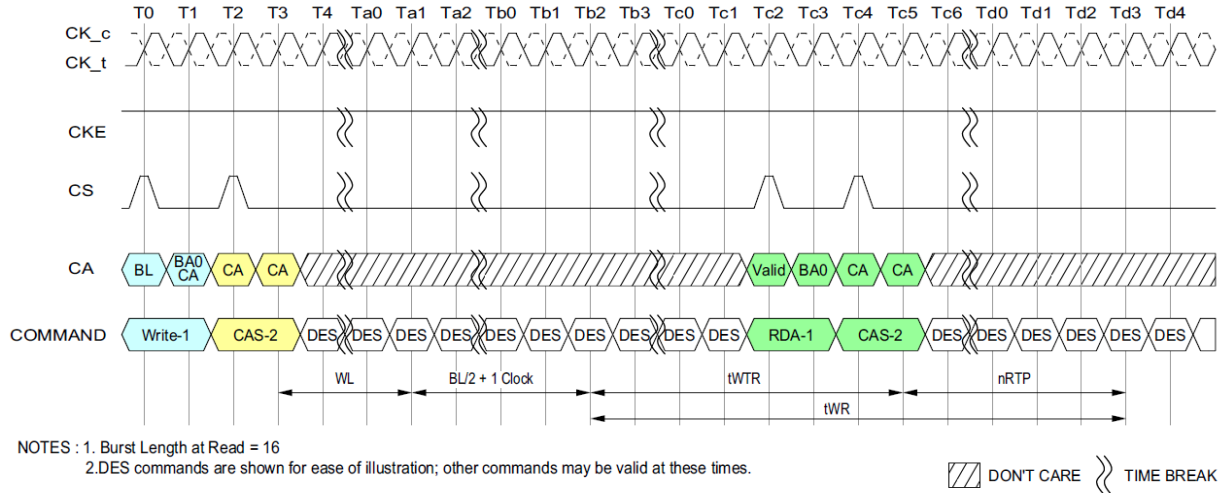 T0 T1 T2 T3 T4 Ta0 Ta1 Ta2 Tb0 Tb1 Tb2 Tb3 Tc0 Tc1 Tc2 Tc3 Tc4 Tc5 Tc6 Td0 Td1 Td2 Td3 Td4
CK_c
CK_t
CKE
CS
CA BL BA0 CA CA CA Valid BA0 CA CA
COMMAND Write-1 CAS-2 DES DES DES DES DES DES DES DES DES DES RDA-1 CAS-2 DES DES DES DES DES DES
WL BL/2 + 1 Clock tWTR nRTP
tWR
NOTES : 1. Burst Length at Read = 16
2.DES commands are shown for ease of illustration; other commands may be valid at these times.
DON'T CARE TIME BREAK